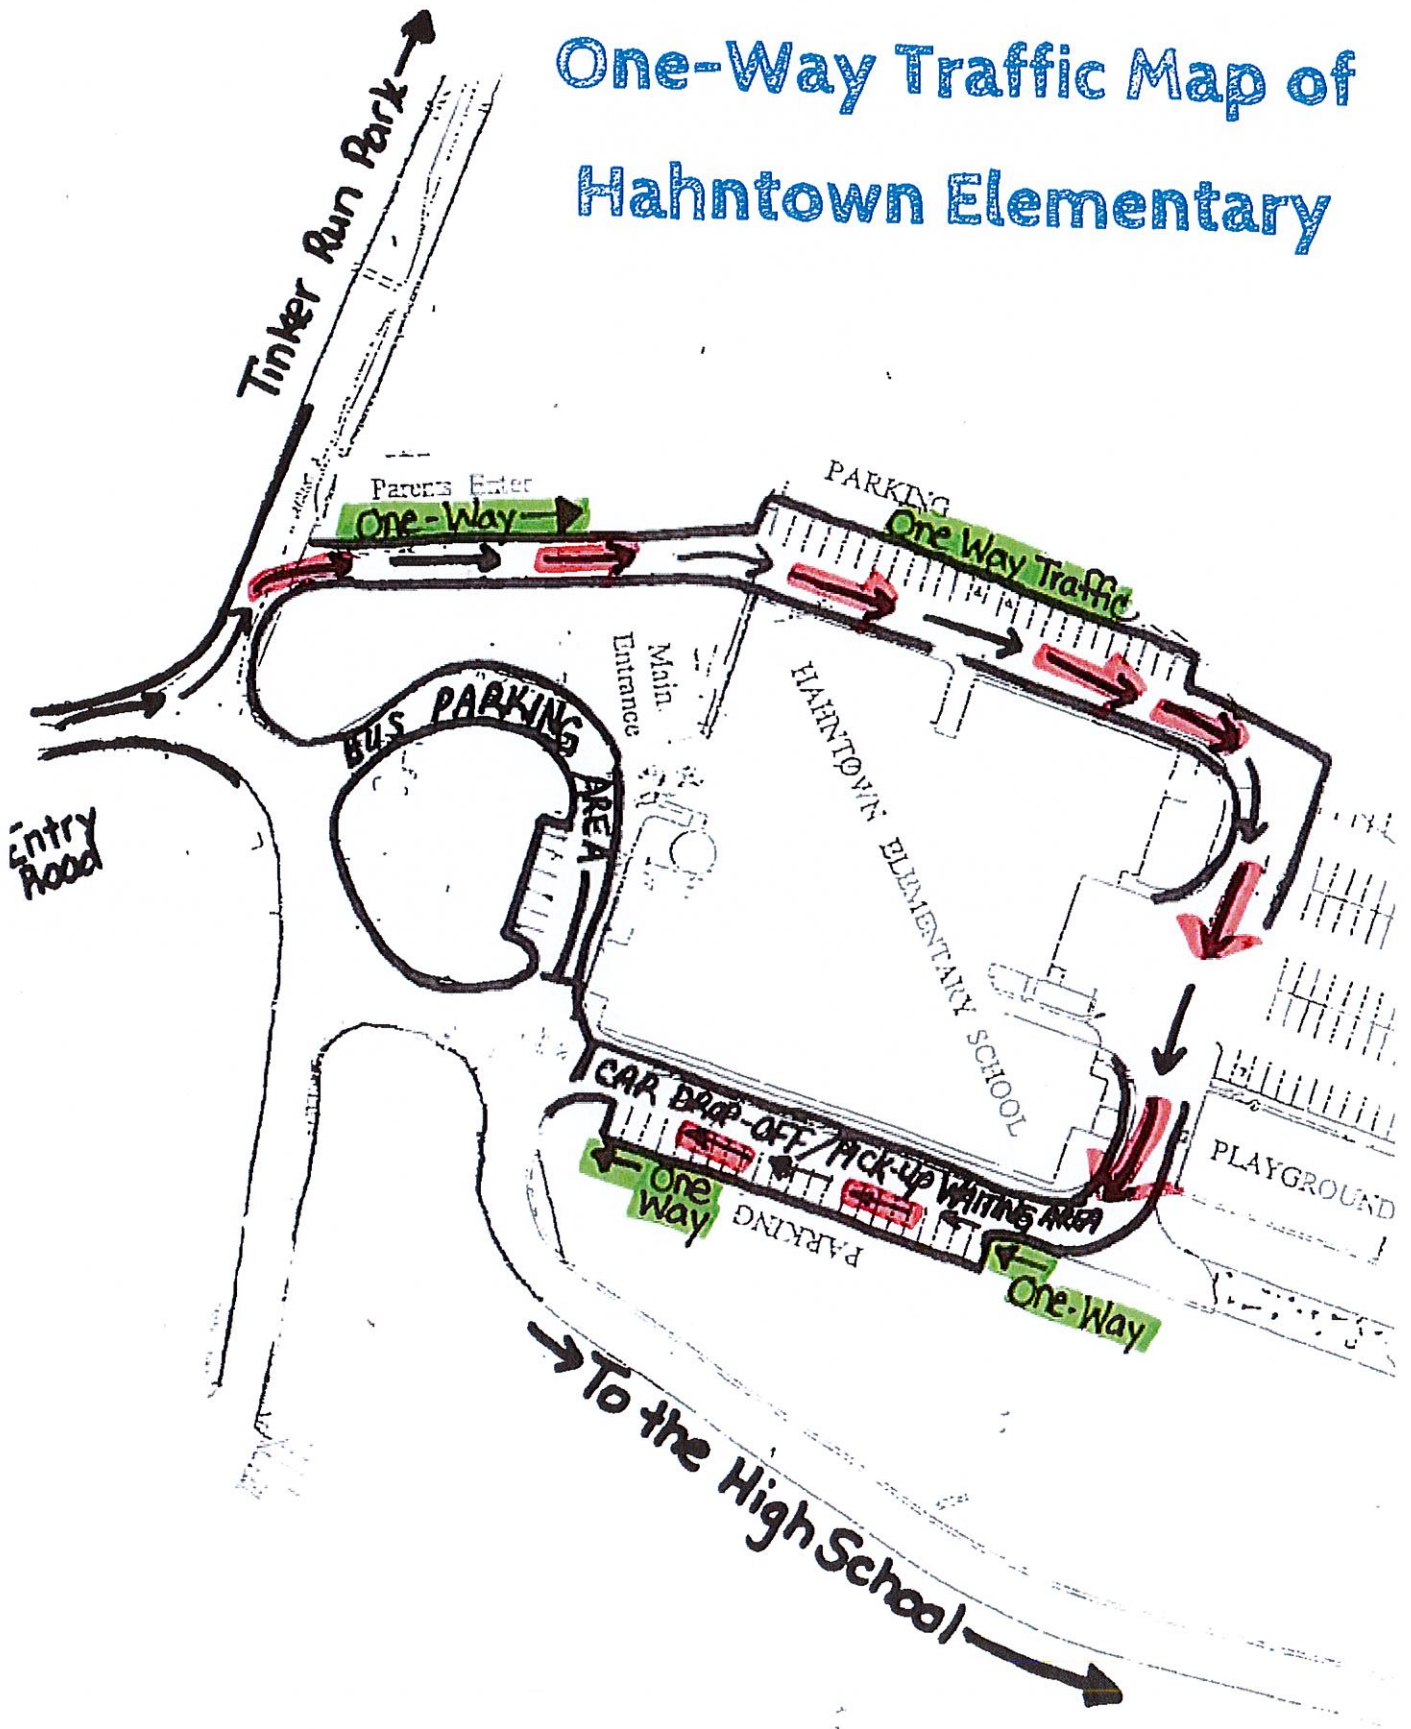 One-Way Traffic Map of
Hahntown Elementary
Tinker Run Park
Parents Enter
One-Way
PARKING
One Way Traffic
Main
Entrance
BUS PARKING AREA
Entry
Road
HAHNTOWN ELEMENTARY SCHOOL
CAR DROP-OFF/PICK-UP WAITING AREA
PLAYGROUND
One
Way
PARKING
One-Way
To the High School